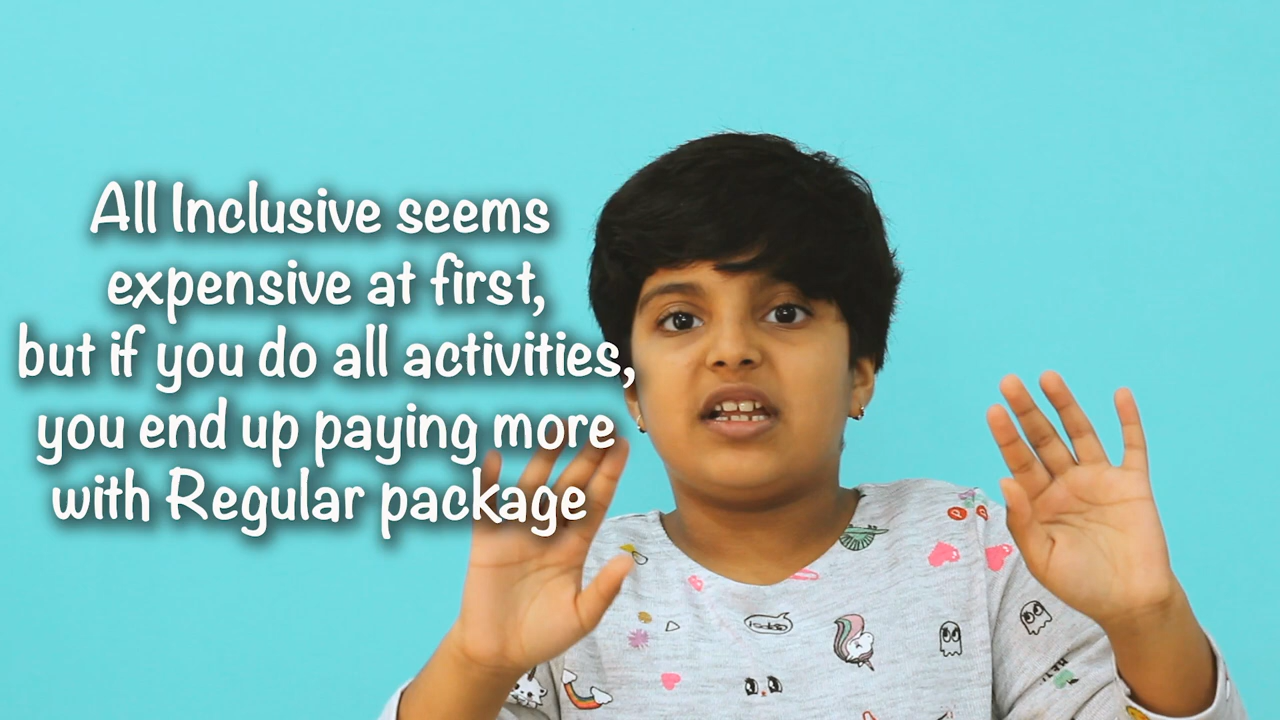 All Inclusive seems
expensive at first,
but if you do all activities,
you end up paying more
with Regular package